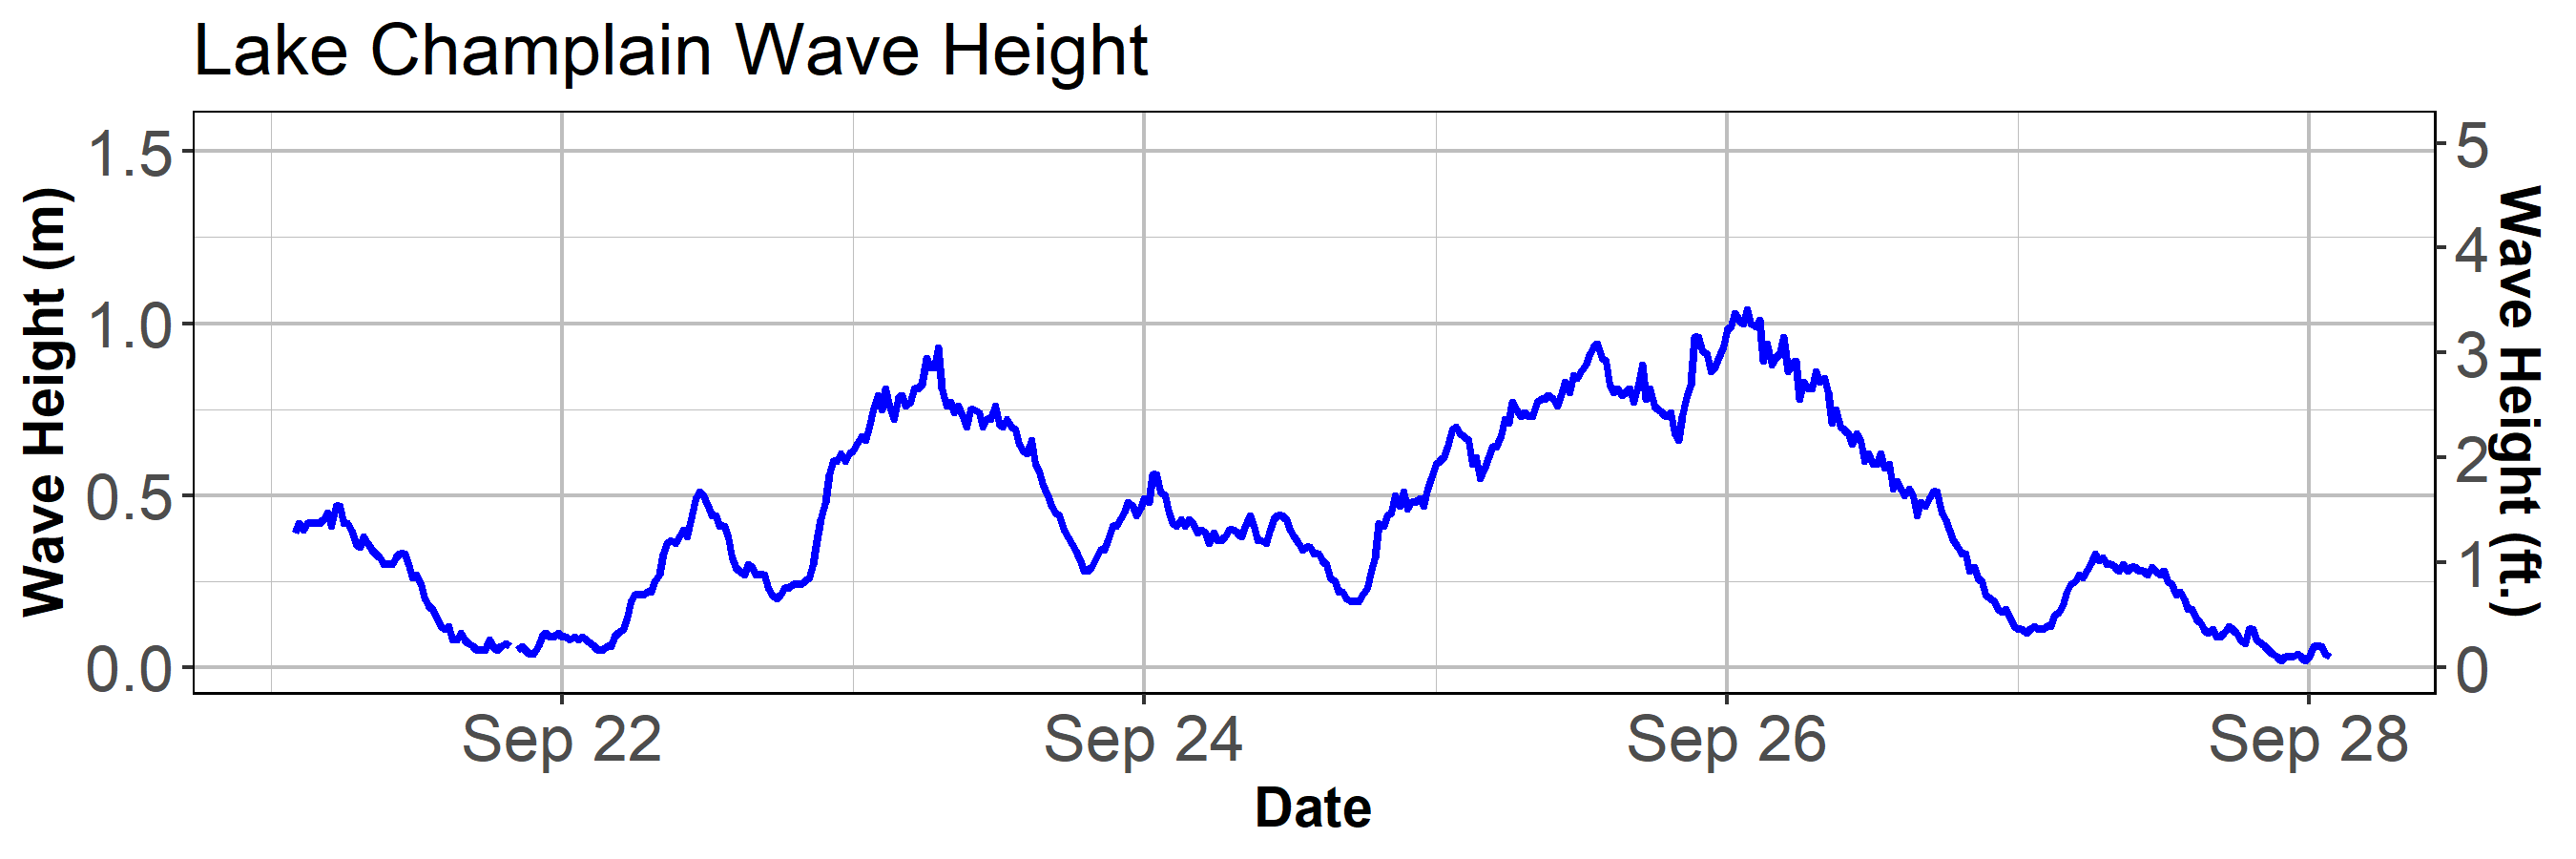 Lake Champlain Wave Height
Wave Height (m)
1.5
1.0
0.5
0.0
5
4
3
2
1
0
Wave Height (ft.)
Sep 22
Sep 24
Sep 26
Sep 28
Date